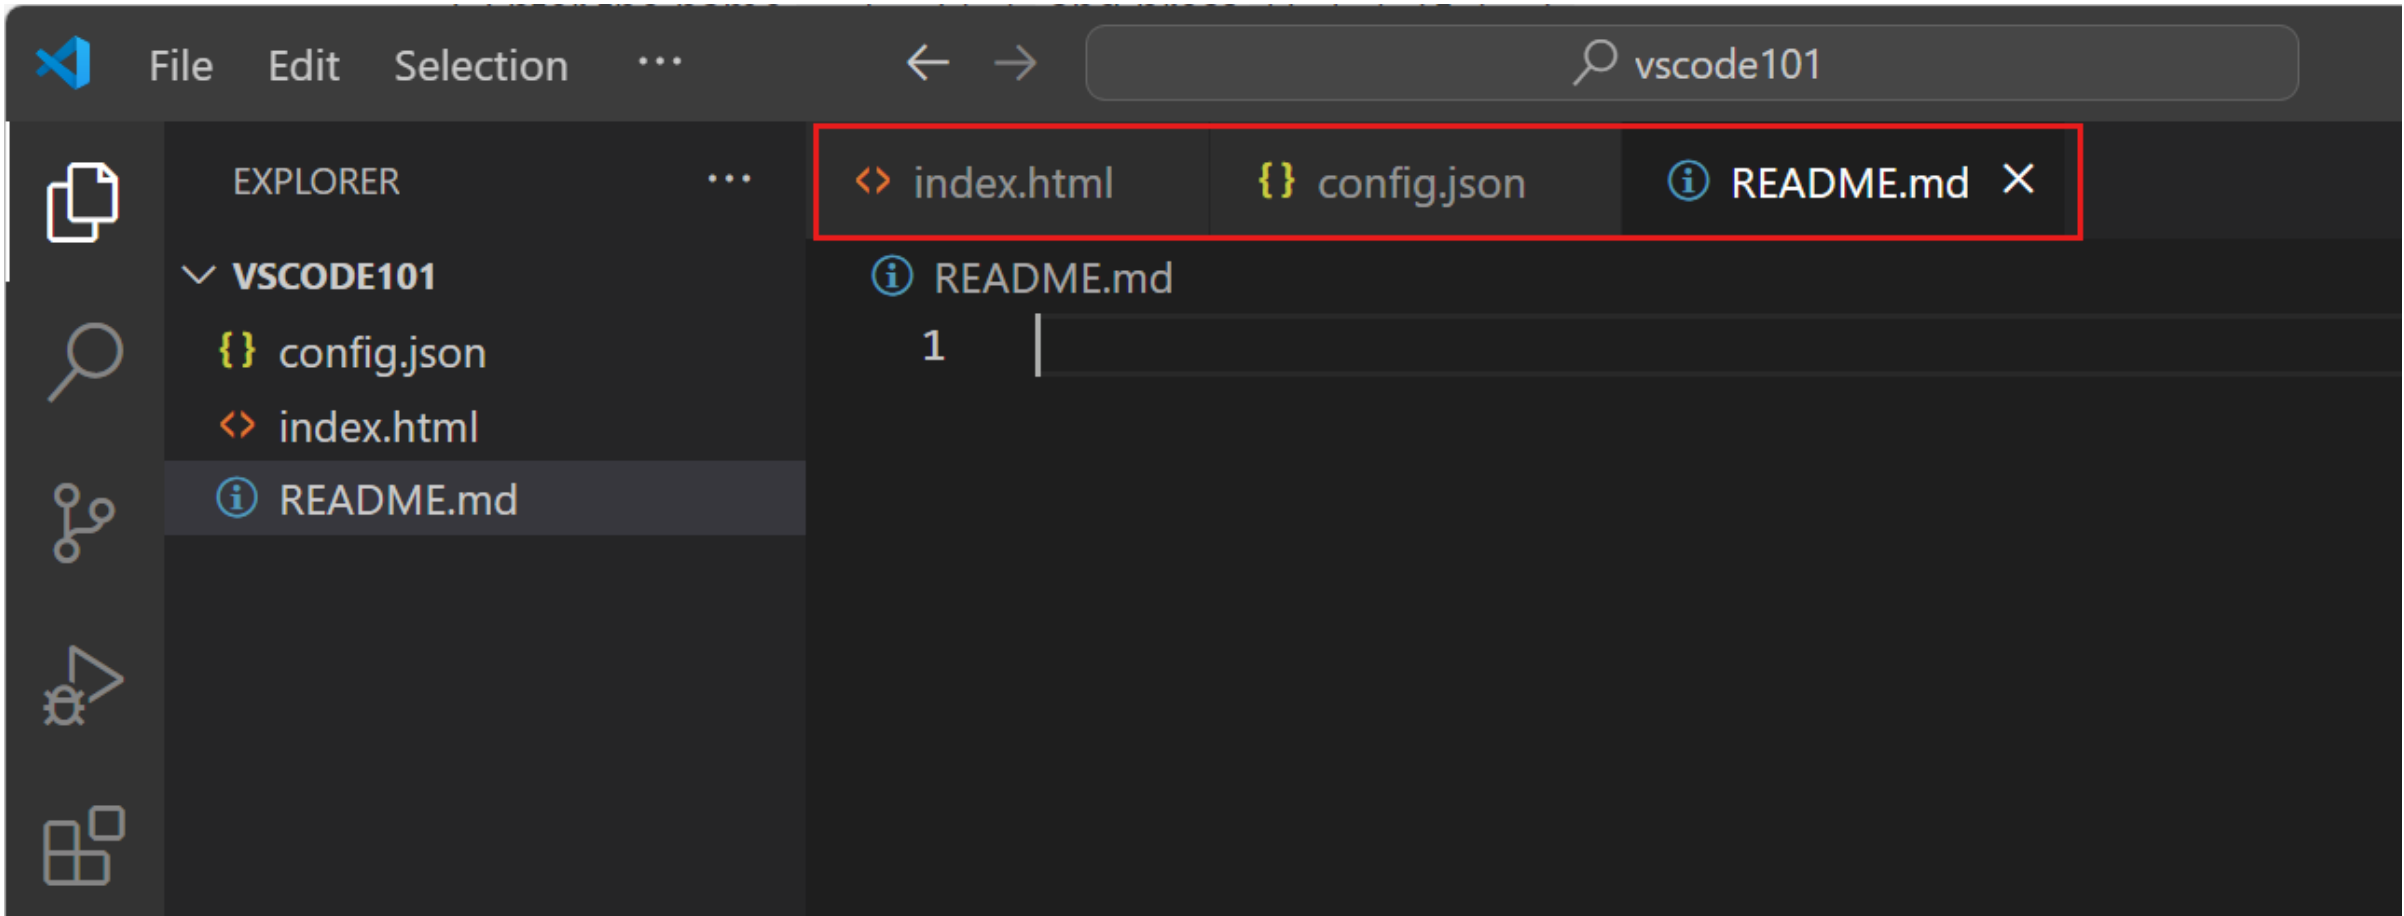 File Edit Selection ··· vscode101
EXPLORER ···
index.html {} config.json README.md
VSCODE101
README.md
1
{} config.json
<> index.html
README.md